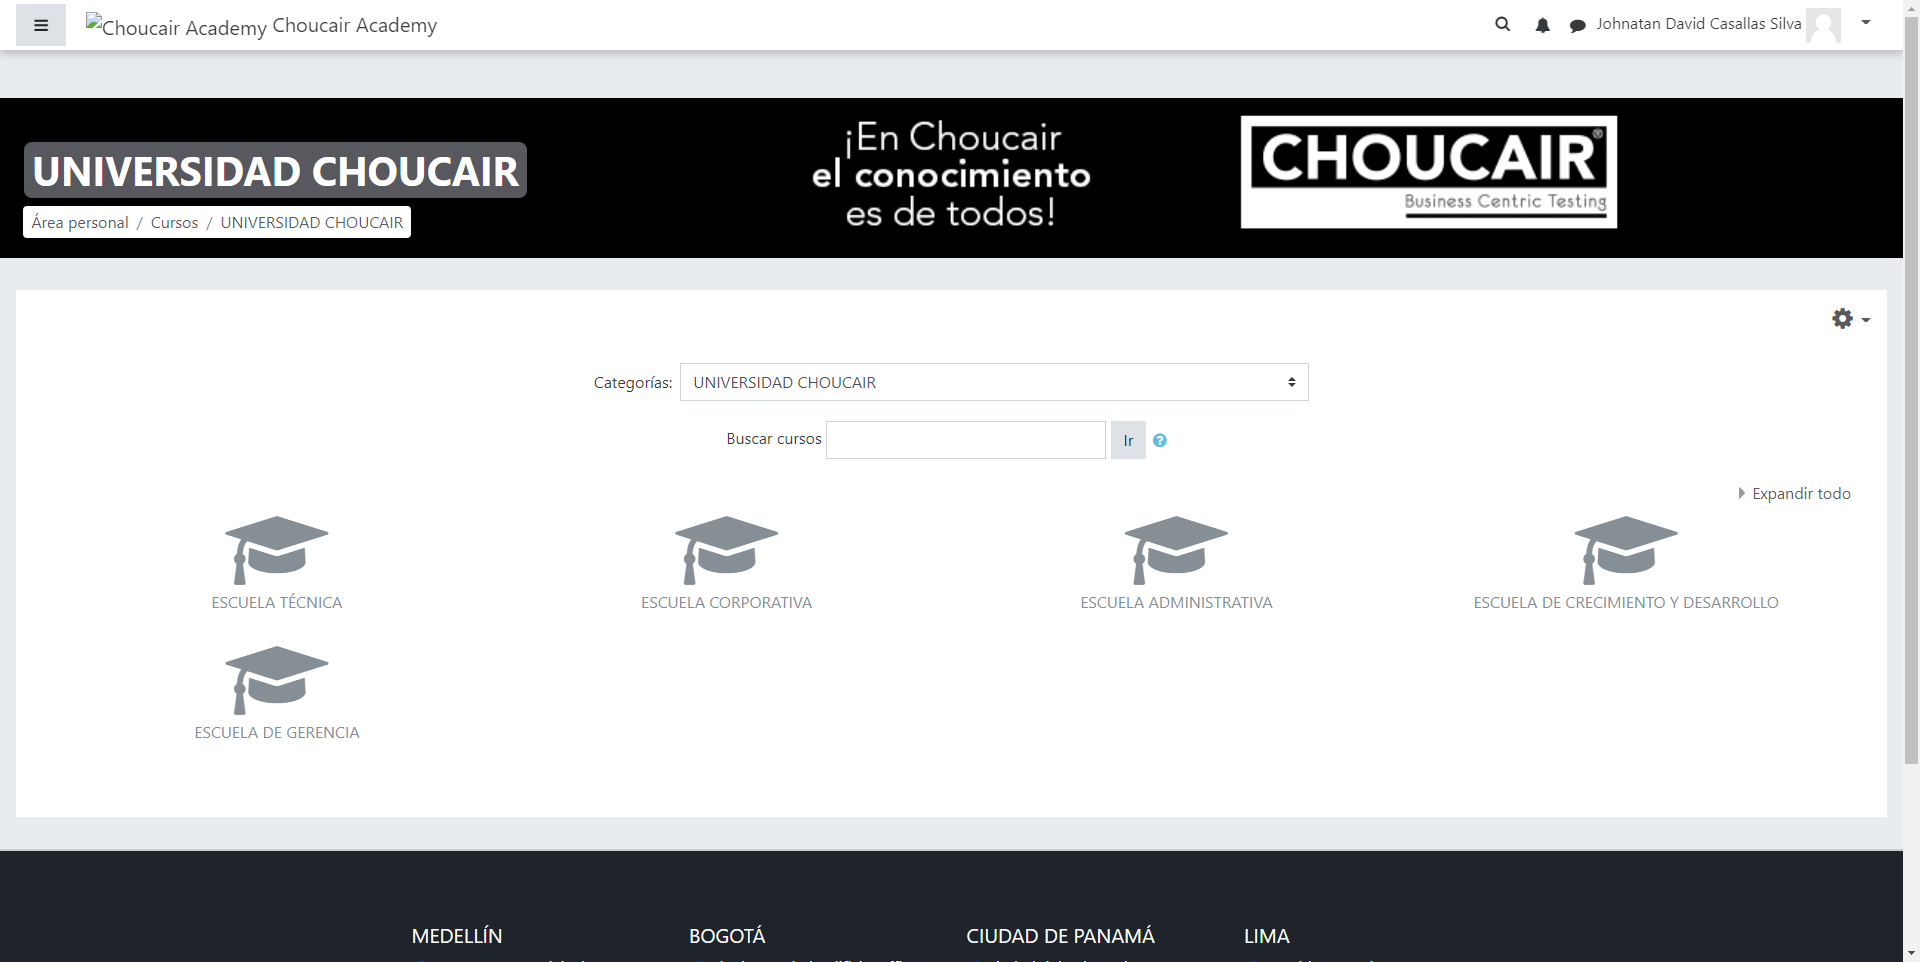 Choucair Academy Choucair Academy
Johnatan David Casallas Silva
¡En Choucair
el conocimiento
es de todos!
CHOUCAIR®
Business Centric Testing
UNIVERSIDAD CHOUCAIR
Área personal / Cursos / UNIVERSIDAD CHOUCAIR
Categorías: UNIVERSIDAD CHOUCAIR
Buscar cursos Ir
Expandir todo
ESCUELA TÉCNICA
ESCUELA CORPORATIVA
ESCUELA ADMINISTRATIVA
ESCUELA DE CRECIMIENTO Y DESARROLLO
ESCUELA DE GERENCIA
MEDELLÍN
BOGOTÁ
CIUDAD DE PANAMÁ
LIMA